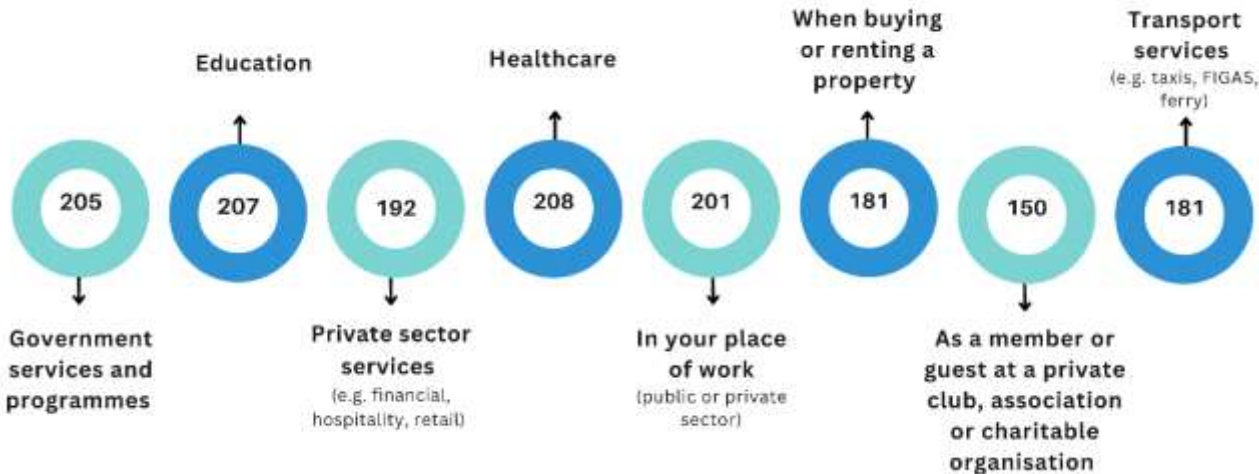 Education
Healthcare
When buying
or renting a
property
Transport
services
(e.g. taxis, FIGAS,
ferry)
205
207
192
208
201
181
150
181
Government
services and
programmes
Private sector
services
(e.g. financial,
hospitality, retail)
In your place
of work
(public or private
sector)
As a member or
guest at a private
club, association
or charitable
organisation